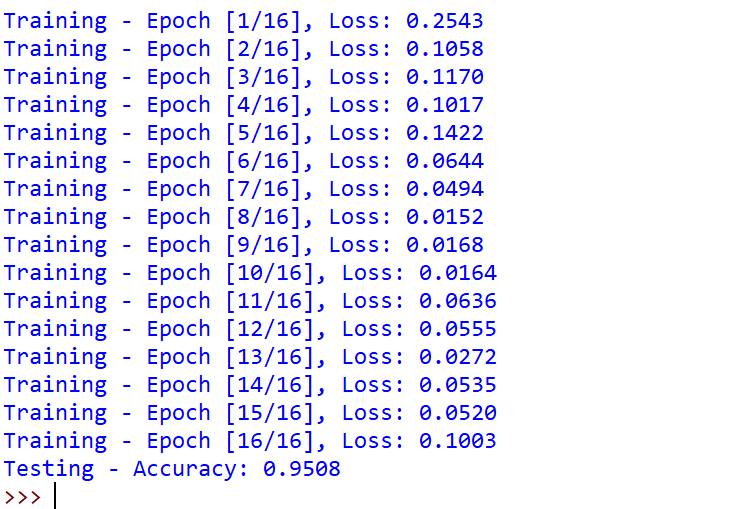 Training - Epoch [1/16], Loss: 0.2543
Training - Epoch [2/16], Loss: 0.1058
Training - Epoch [3/16], Loss: 0.1170
Training - Epoch [4/16], Loss: 0.1017
Training - Epoch [5/16], Loss: 0.1422
Training - Epoch [6/16], Loss: 0.0644
Training - Epoch [7/16], Loss: 0.0494
Training - Epoch [8/16], Loss: 0.0152
Training - Epoch [9/16], Loss: 0.0168
Training - Epoch [10/16], Loss: 0.0164
Training - Epoch [11/16], Loss: 0.0636
Training - Epoch [12/16], Loss: 0.0555
Training - Epoch [13/16], Loss: 0.0272
Training - Epoch [14/16], Loss: 0.0535
Training - Epoch [15/16], Loss: 0.0520
Training - Epoch [16/16], Loss: 0.1003
Testing - Accuracy: 0.9508
>>>